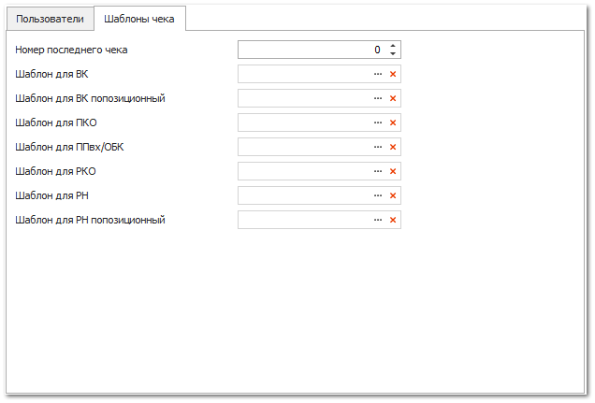 Пользователи Шаблоны чека
Номер последнего чека 0
Шаблон для ВК
Шаблон для ВК попозиционный
Шаблон для ПКО
Шаблон для ППвх/ОБК
Шаблон для РКО
Шаблон для РН
Шаблон для РН попозиционный